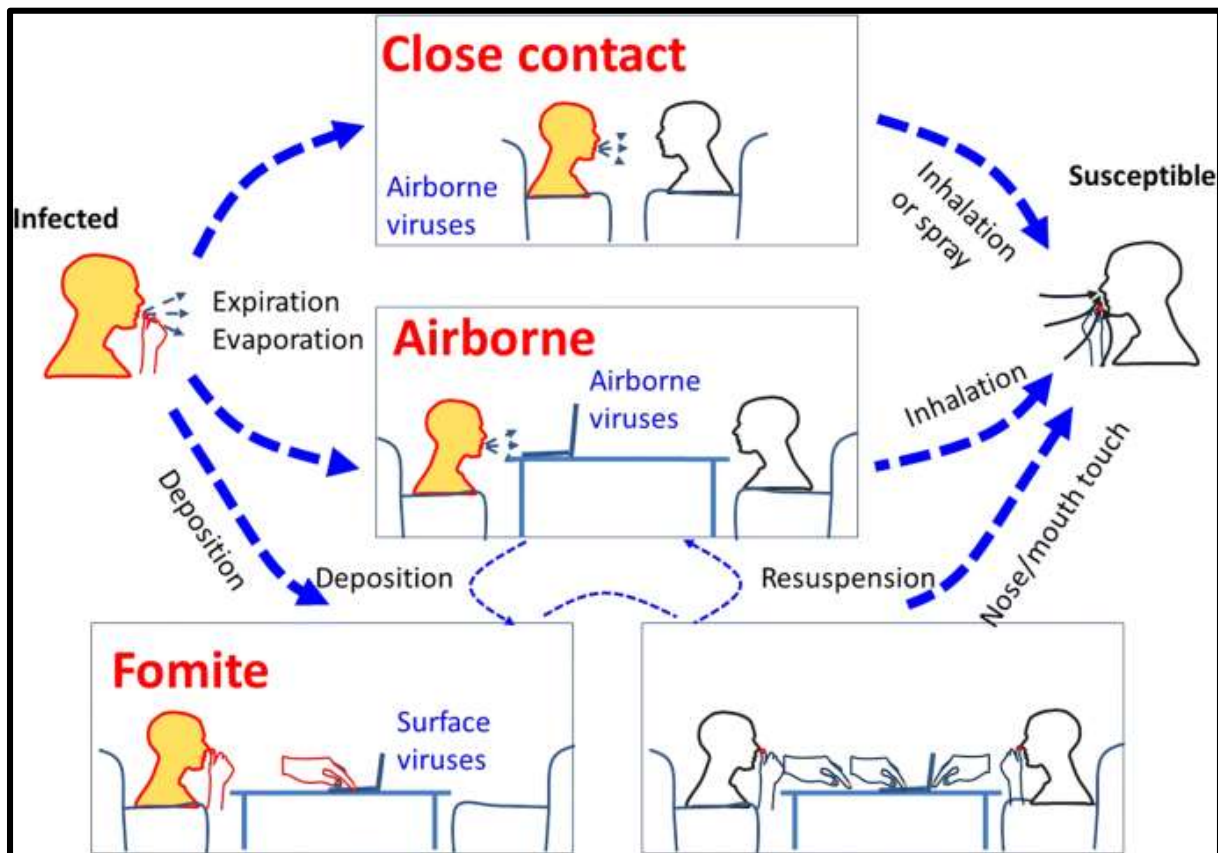 Close contact
Airborne
viruses
Infected
Susceptible
Inhalation
or spray
Expiration
Evaporation
Airborne
Airborne
viruses
Inhalation
Deposition
Deposition
Resuspension
Nose/mouth touch
Fomite
Surface
viruses